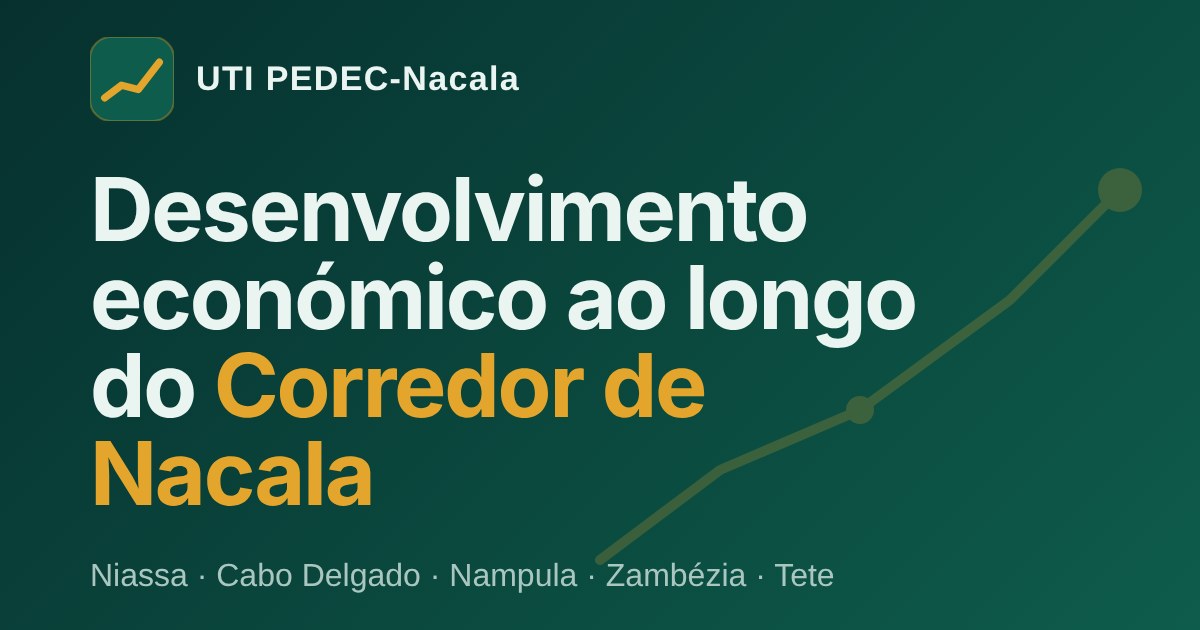 UTI PEDEC-Nacala
Desenvolvimento
económico ao longo
do Corredor de
Nacala
Niassa · Cabo Delgado · Nampula · Zambézia · Tete